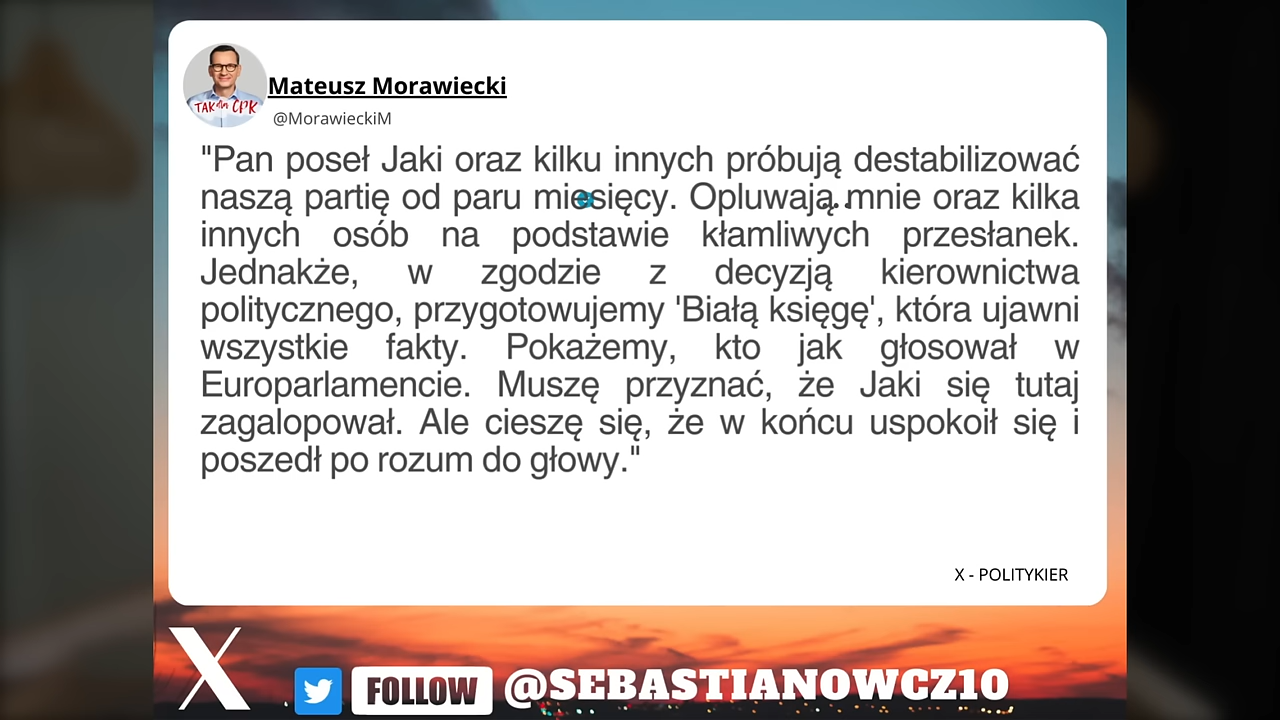 Mateusz Morawiecki
TAK dla CPK
@MorawieckiM
"Pan poseł Jaki oraz kilku innych próbują destabilizować
naszą partię od paru miesięcy. Opluwają mnie oraz kilka
innych osób na podstawie kłamliwych przesłanek.
Jednakże, w zgodzie z decyzją kierownictwa
politycznego, przygotowujemy 'Białą księgę', która ujawni
wszystkie fakty. Pokażemy, kto jak głosował w
Europarlamencie. Muszę przyznać, że Jaki się tutaj
zagalopował. Ale cieszę się, że w końcu uspokoił się i
poszedł po rozum do głowy."
X - POLITYKIER
X
FOLLOW @SEBASTIANOWCZ10